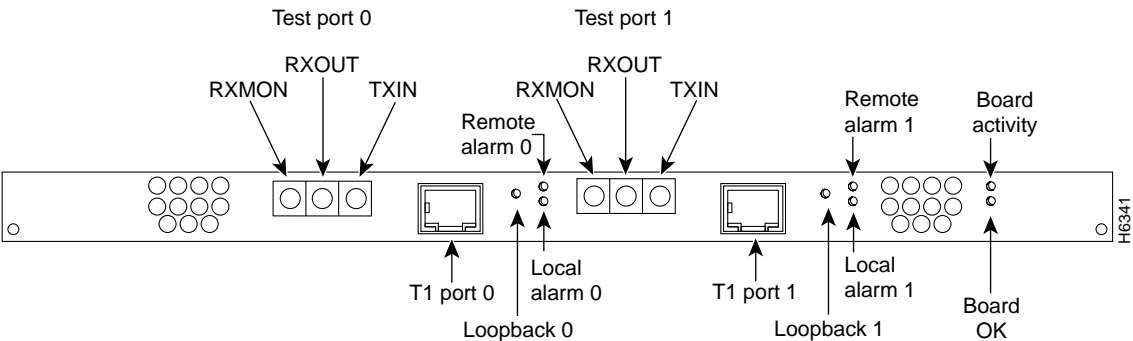 Test port 0
Test port 1
RXOUT
RXOUT
RXMON
TXIN
RXMON
TXIN
Remote
alarm 0
Remote
alarm 1
Board
activity
H6341
T1 port 0
Local
alarm 0
Loopback 0
T1 port 1
Local
alarm 1
Loopback 1
Board
OK